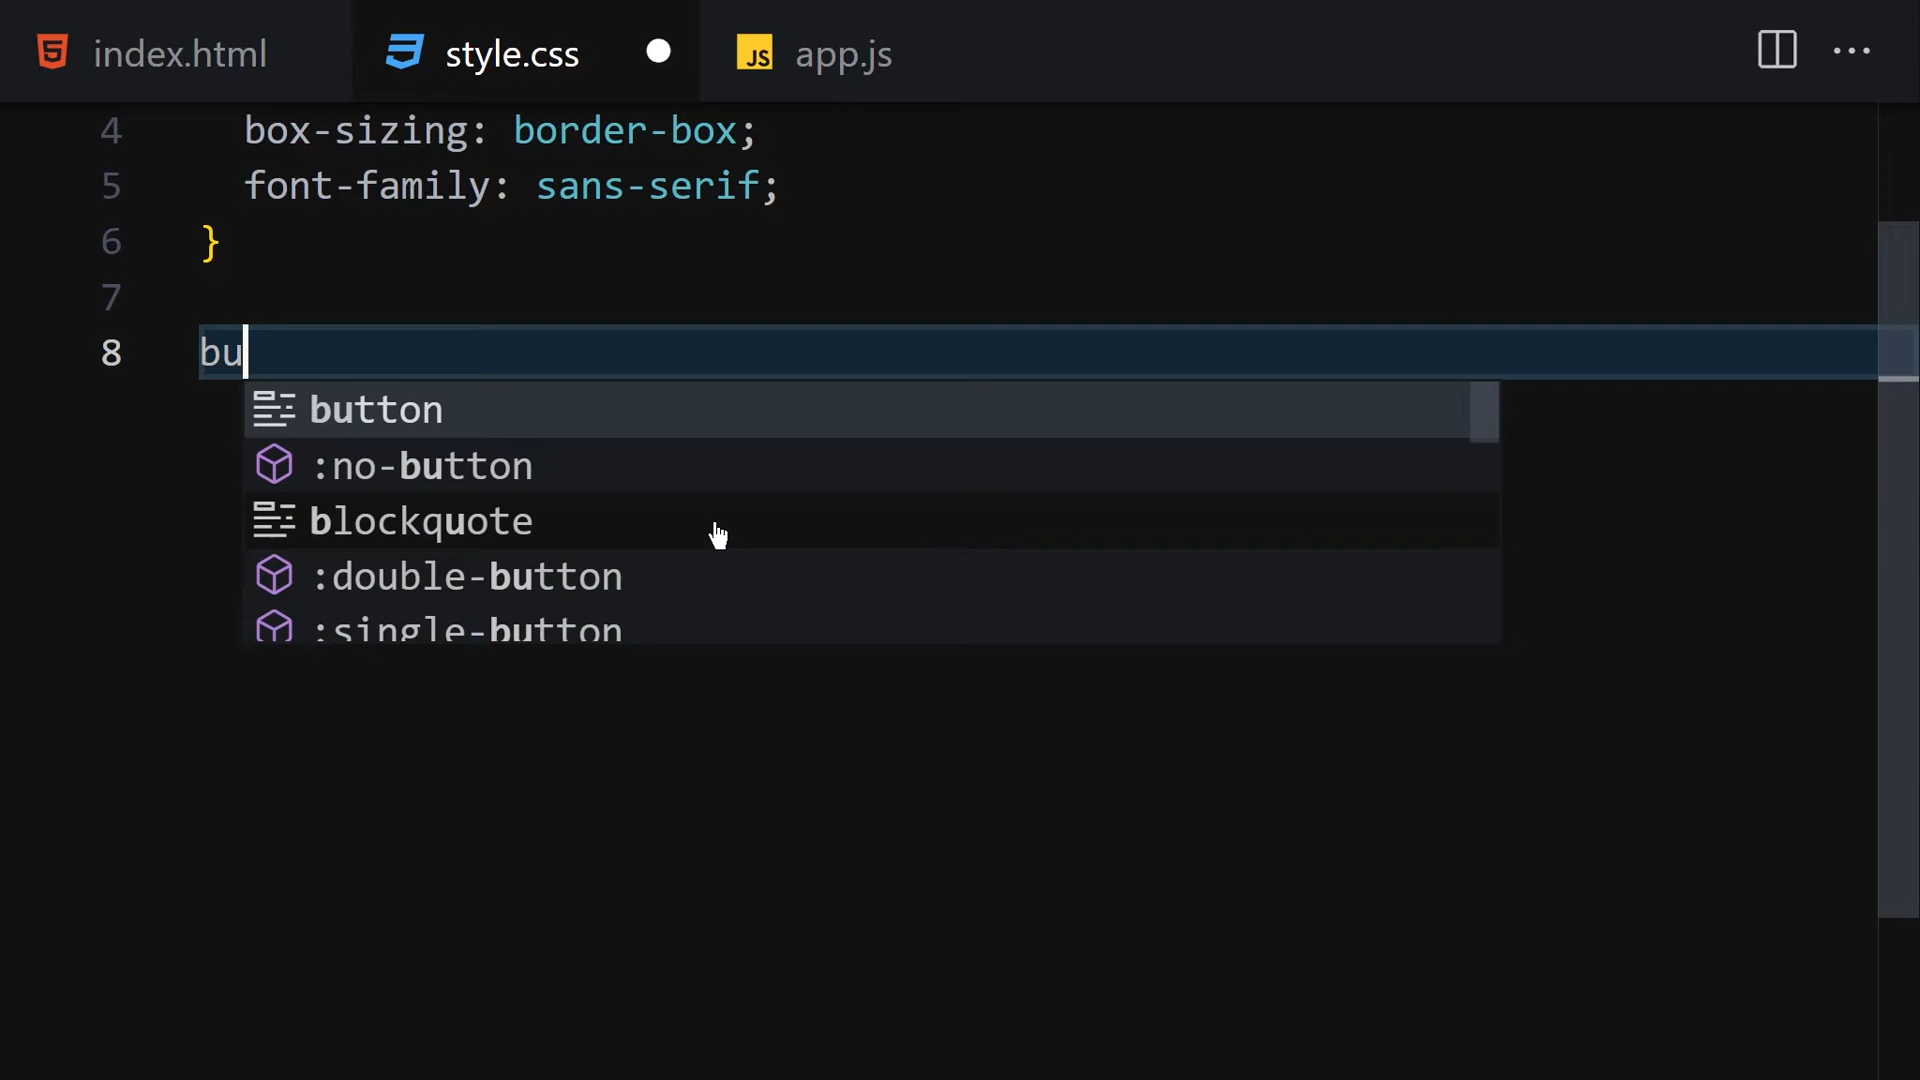 index.html style.css JS app.js
4 box-sizing: border-box;
5 font-family: sans-serif;
6 }
7
8 bu
button
:no-button
blockquote
:double-button
:single-button